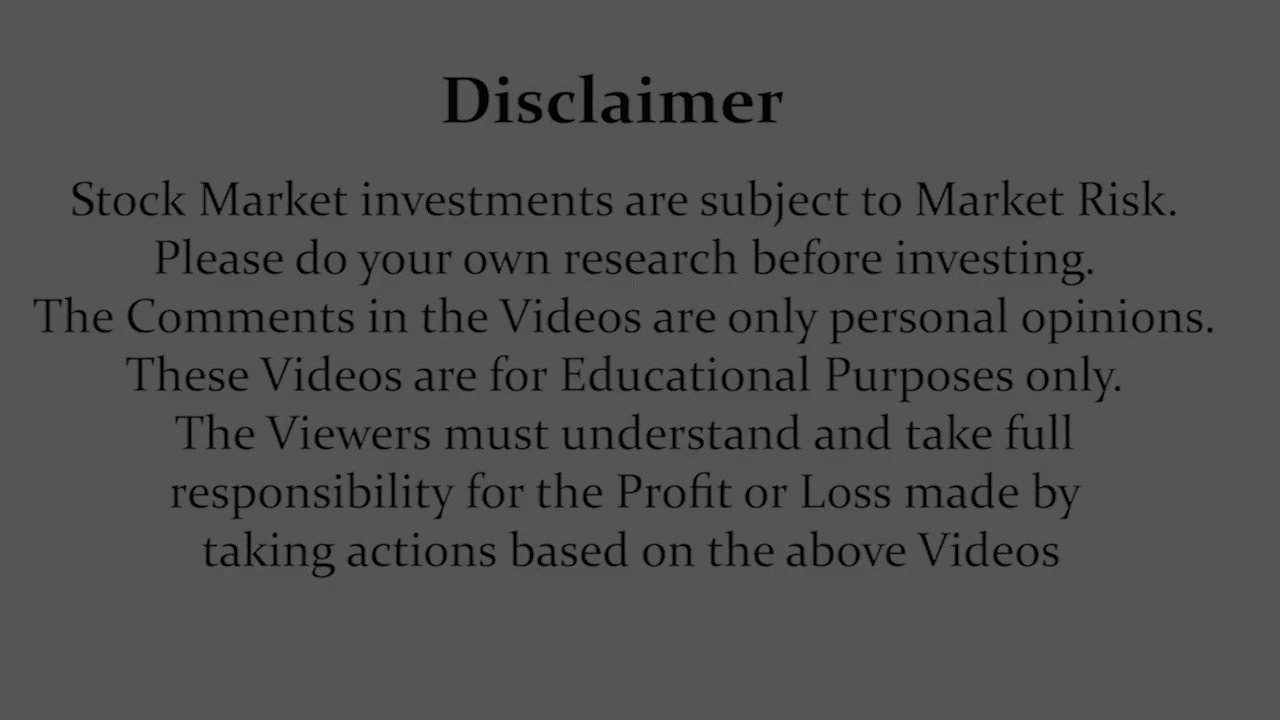 Disclaimer
Stock Market investments are subject to Market Risk.
Please do your own research before investing.
The Comments in the Videos are only personal opinions.
These Videos are for Educational Purposes only.
The Viewers must understand and take full
responsibility for the Profit or Loss made by
taking actions based on the above Videos